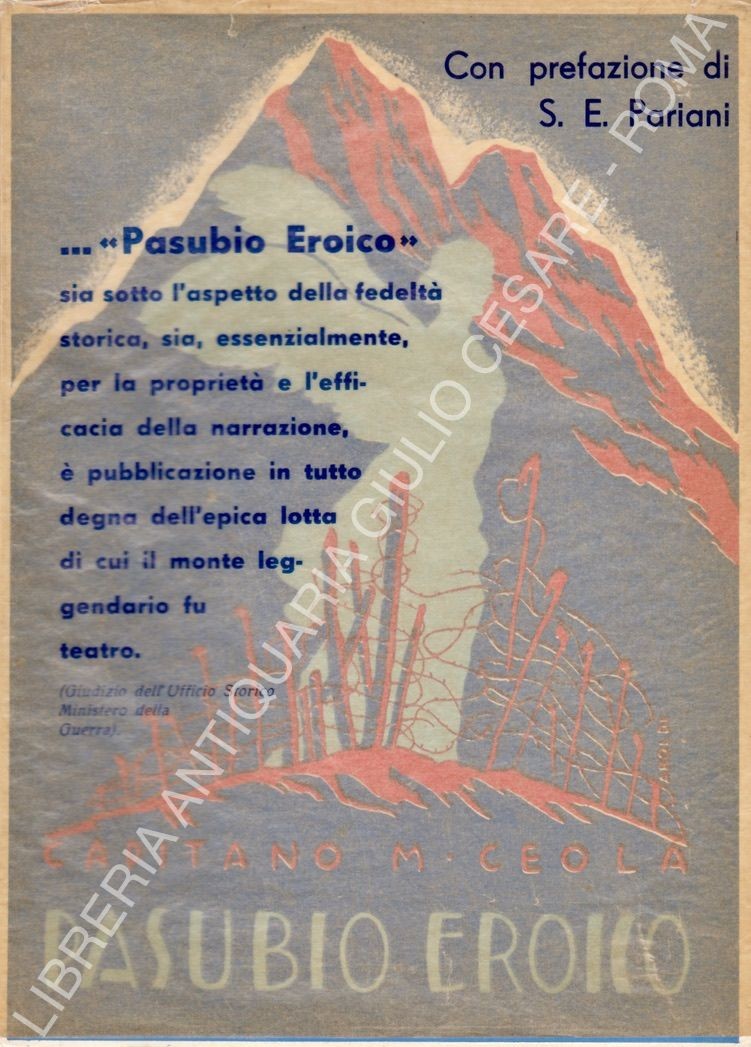 Con prefazione di
S. E. Pariani
... «Pasubio Eroico»
sia sotto l'aspetto della fedeltà
storica, sia, essenzialmente,
per la proprietà e l'effi-
cacia della narrazione,
è pubblicazione in tutto
degna dell'epica lotta
di cui il monte leg-
gendario fu
teatro.
(Giudizio dell'Ufficio Storico
Ministero della
Guerra).
CAPITANO M. CEOLA
PASUBIO EROICO
LIBRERIA ANTIQUARIA GIULIO CESARE - ROMA